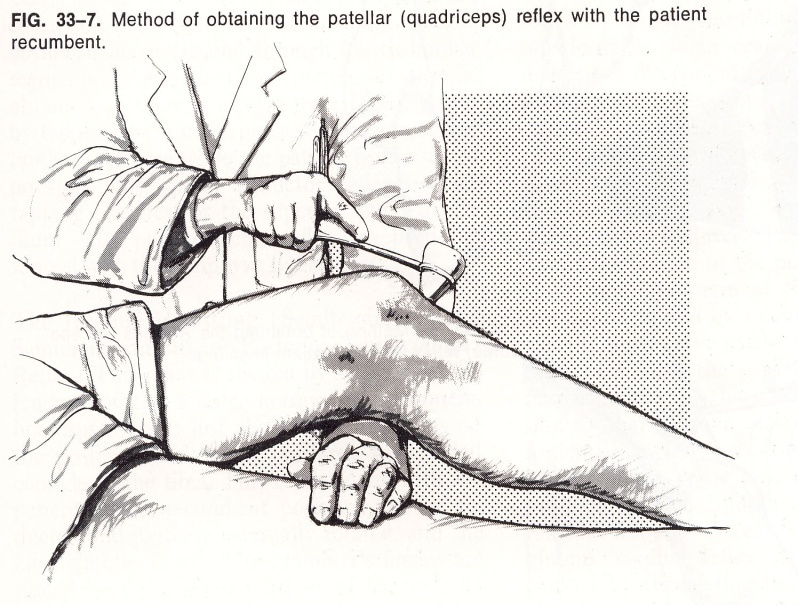 FIG. 33–7. Method of obtaining the patellar (quadriceps) reflex with the patient
recumbent.